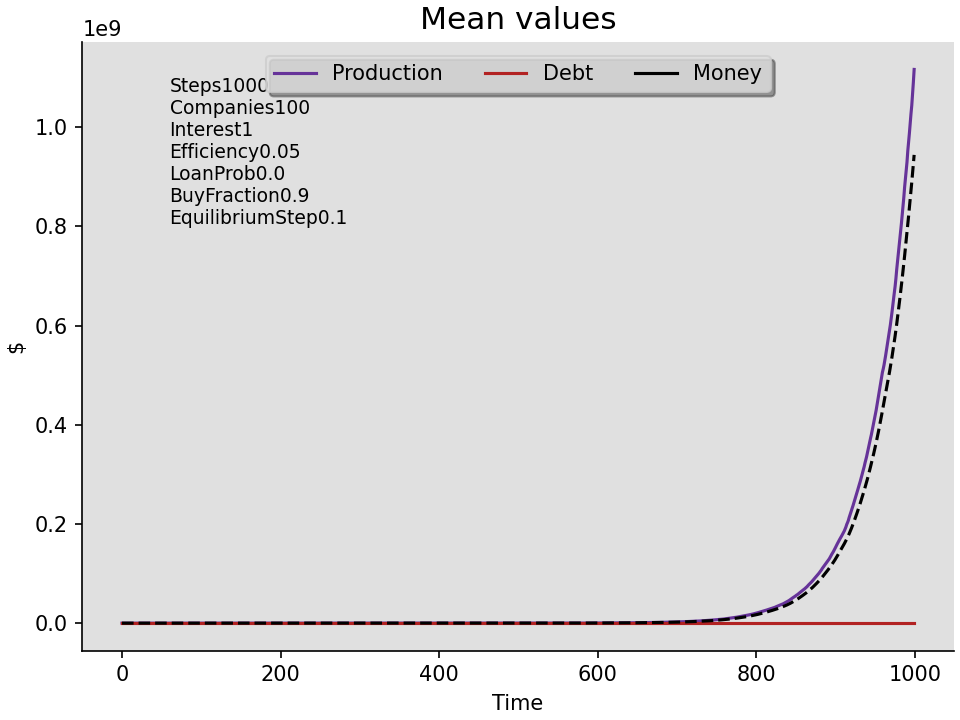 Mean values
1e9
Production Debt Money
Steps1000
Companies100
Interest1
Efficiency0.05
LoanProb0.0
BuyFraction0.9
EquilibriumStep0.1
1.0
0.8
0.6
0.4
0.2
0.0
$
0 200 400 600 800 1000
Time